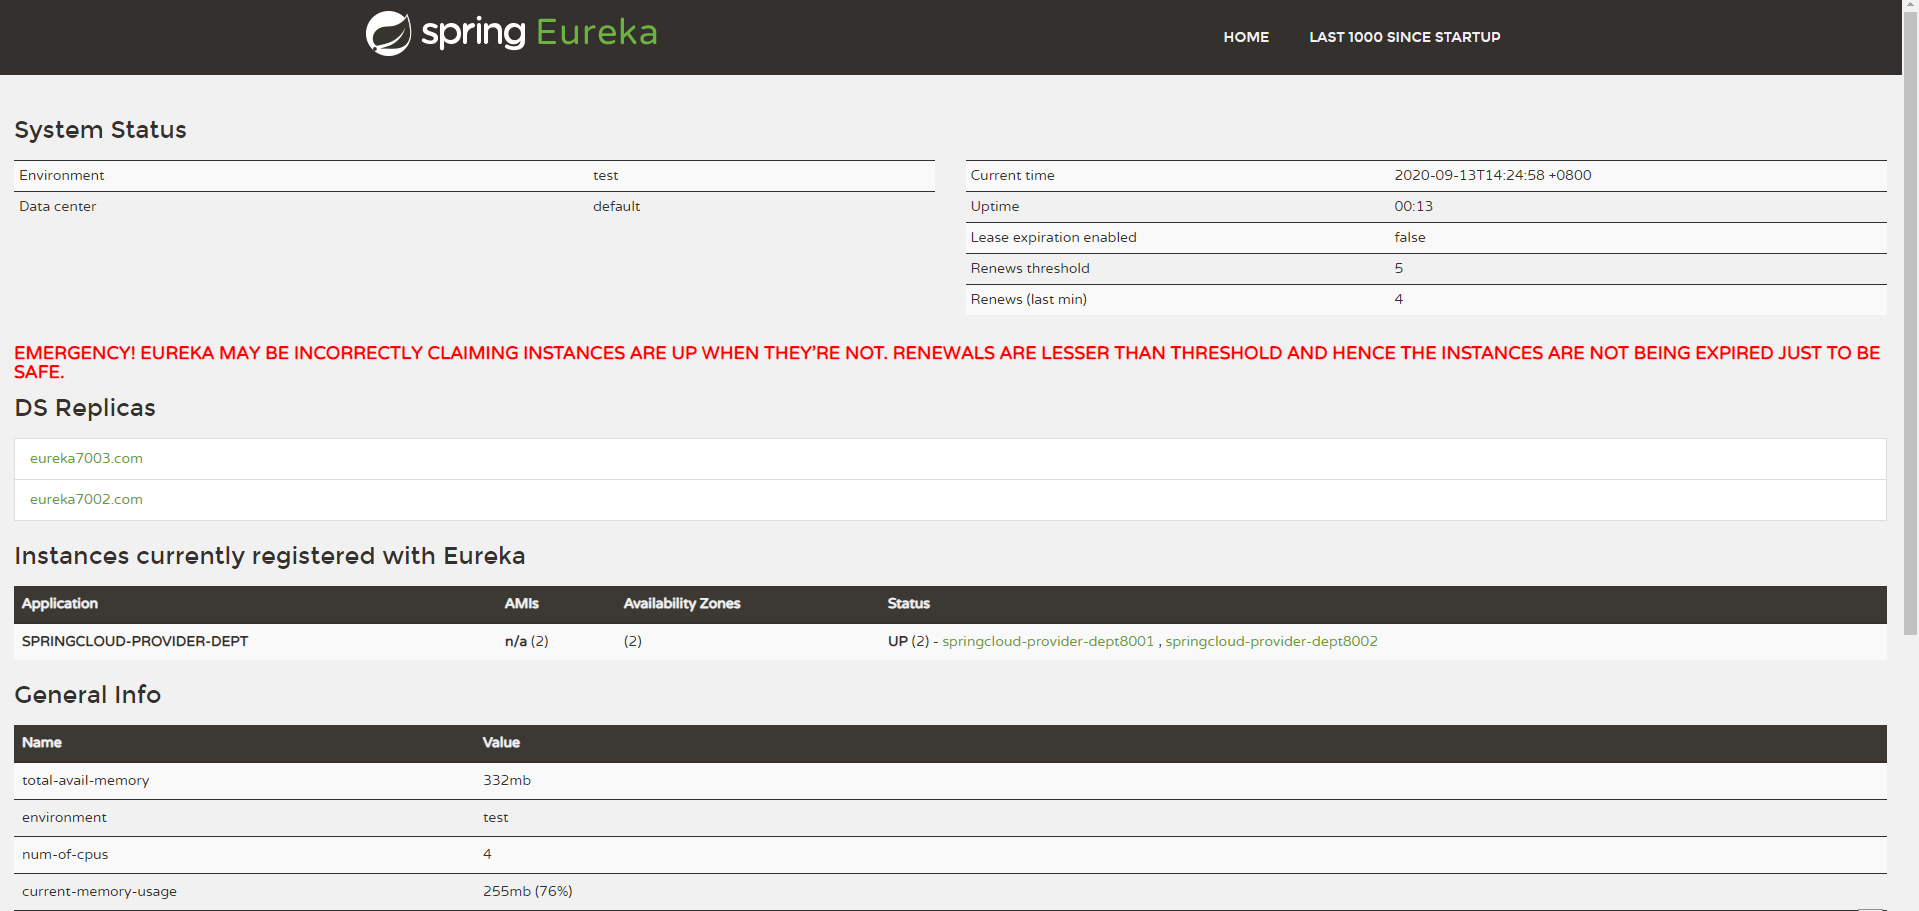 spring Eureka
HOME LAST 1000 SINCE STARTUP
System Status
Environment test
Data center default
Current time 2020-09-13T14:24:58 +0800
Uptime 00:13
Lease expiration enabled false
Renews threshold 5
Renews (last min) 4
EMERGENCY! EUREKA MAY BE INCORRECTLY CLAIMING INSTANCES ARE UP WHEN THEY'RE NOT. RENEWALS ARE LESSER THAN THRESHOLD AND HENCE THE INSTANCES ARE NOT BEING EXPIRED JUST TO BE
SAFE.
DS Replicas
eureka7003.com
eureka7002.com
Instances currently registered with Eureka
Application AMIs Availability Zones Status
SPRINGCLOUD-PROVIDER-DEPT n/a (2) (2) UP (2) - springcloud-provider-dept8001 , springcloud-provider-dept8002
General Info
Name Value
total-avail-memory 332mb
environment test
num-of-cpus 4
current-memory-usage 255mb (76%)